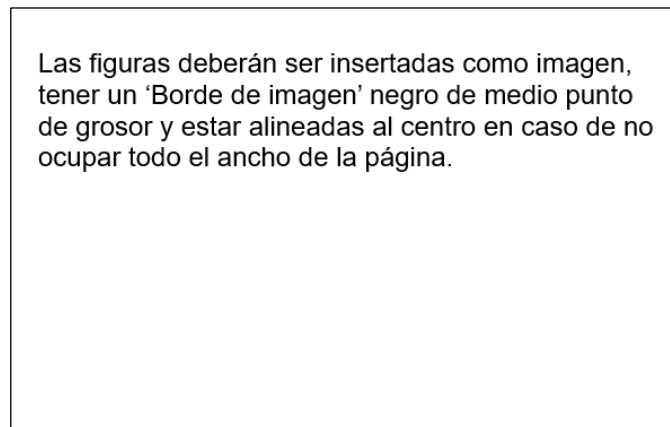 Las figuras deberán ser insertadas como imagen,
tener un ‘Borde de imagen’ negro de medio punto
de grosor y estar alineadas al centro en caso de no
ocupar todo el ancho de la página.